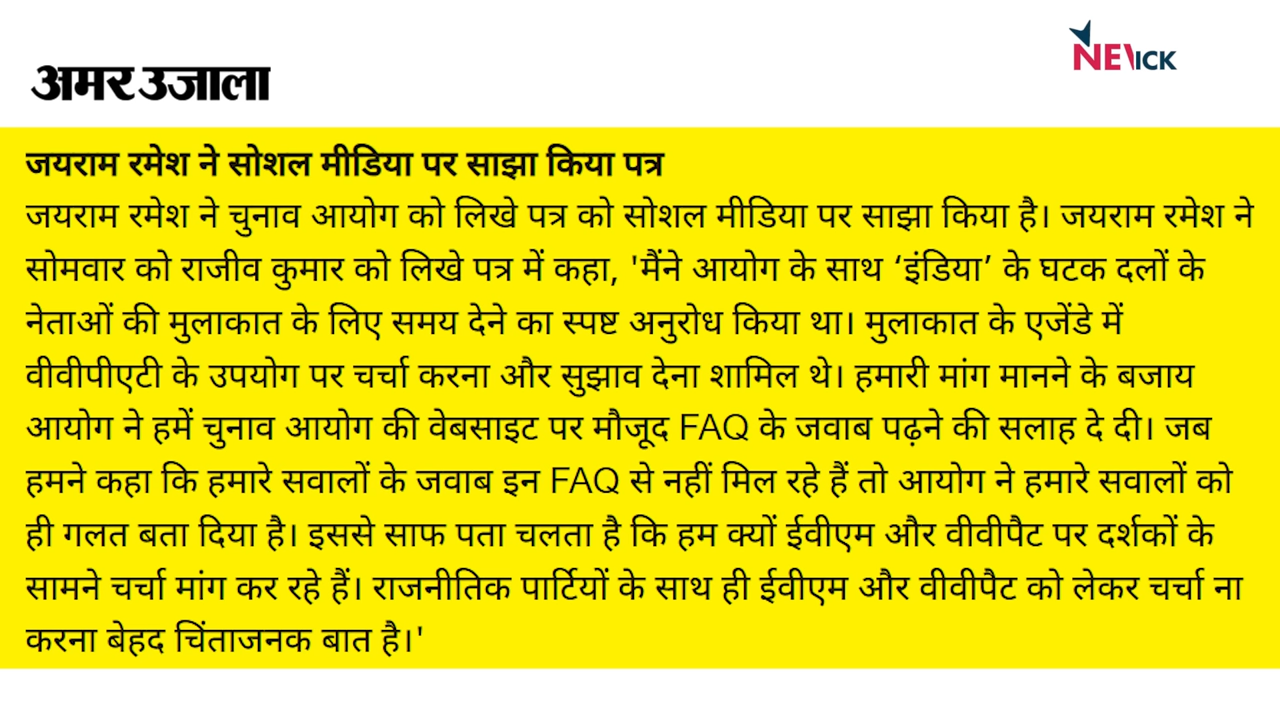 अमर उजाला
NEWICK
जयराम रमेश ने सोशल मीडिया पर साझा किया पत्र
जयराम रमेश ने चुनाव आयोग को लिखे पत्र को सोशल मीडिया पर साझा किया है। जयराम रमेश ने
सोमवार को राजीव कुमार को लिखे पत्र में कहा, 'मैंने आयोग के साथ ‘इंडिया’ के घटक दलों के
नेताओं की मुलाकात के लिए समय देने का स्पष्ट अनुरोध किया था। मुलाकात के एजेंडे में
वीवीपीएटी के उपयोग पर चर्चा करना और सुझाव देना शामिल थे। हमारी मांग मानने के बजाय
आयोग ने हमें चुनाव आयोग की वेबसाइट पर मौजूद FAQ के जवाब पढ़ने की सलाह दे दी। जब
हमने कहा कि हमारे सवालों के जवाब इन FAQ से नहीं मिल रहे हैं तो आयोग ने हमारे सवालों को
ही गलत बता दिया है। इससे साफ पता चलता है कि हम क्यों ईवीएम और वीवीपैट पर दर्शकों के
सामने चर्चा मांग कर रहे हैं। राजनीतिक पार्टियों के साथ ही ईवीएम और वीवीपैट को लेकर चर्चा ना
करना बेहद चिंताजनक बात है।'